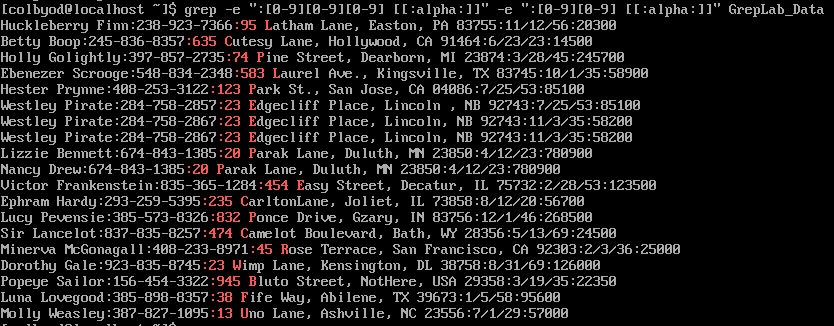 [colbyod@localhost ~]$ grep -e ":[0-9][0-9][0-9] [[:alpha:]]" -e ":[0-9][0-9] [[:alpha:]]" GrepLab_Data
Huckleberry Finn:238-923-7366:95 Latham Lane, Easton, PA 83755:11/12/56:20300
Betty Boop:245-836-8357:635 Cutesy Lane, Hollywood, CA 91464:6/23/23:14500
Holly Golightly:397-857-2735:74 Pine Street, Dearborn, MI 23874:3/28/45:245700
Ebenezer Scrooge:548-834-2348:583 Laurel Ave., Kingsville, TX 83745:10/1/35:58900
Hester Prynne:408-253-3122:123 Park St., San Jose, CA 04086:7/25/53:85100
Westley Pirate:284-758-2857:23 Edgecliff Place, Lincoln , NB 92743:7/25/53:85100
Westley Pirate:284-758-2867:23 Edgecliff Place, Lincoln, NB 92743:11/3/35:58200
Westley Pirate:284-758-2867:23 Edgecliff Place, Lincoln, NB 92743:11/3/35:58200
Lizzie Bennett:674-843-1385:20 Parak Lane, Duluth, MN 23850:4/12/23:780900
Nancy Drew:674-843-1385:20 Parak Lane, Duluth, MN 23850:4/12/23:780900
Victor Frankenstein:835-365-1284:454 Easy Street, Decatur, IL 75732:2/28/53:123500
Ephram Hardy:293-259-5395:235 CarltonLane, Joliet, IL 73858:8/12/20:56700
Lucy Pevensie:385-573-8326:832 Ponce Drive, Gzary, IN 83756:12/1/46:268500
Sir Lancelot:837-835-8257:474 Camelot Boulevard, Bath, WY 28356:5/13/69:24500
Minerva McGonagall:408-233-8971:45 Rose Terrace, San Francisco, CA 92303:2/3/36:25000
Dorothy Gale:923-835-8745:23 Wimp Lane, Kensington, DL 38758:8/31/69:126000
Popeye Sailor:156-454-3322:945 Bluto Street, NotHere, USA 29358:3/19/35:22350
Luna Lovegood:385-898-8357:38 Fife Way, Abilene, TX 39673:1/5/58:95600
Molly Weasley:387-827-1095:13 Uno Lane, Ashville, NC 23556:7/1/29:57000